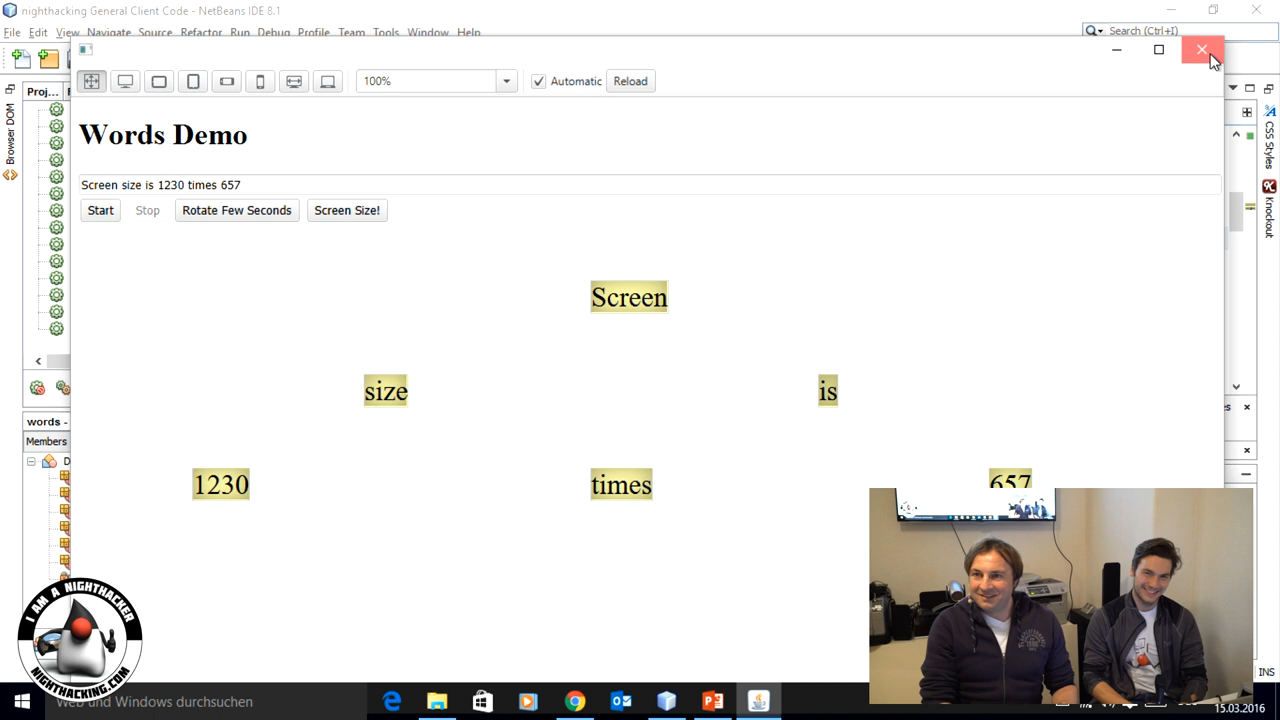 nighthacking General Client Code - NetBeans IDE 8.1
File Edit View Navigate Source Refactor Run Debug Profile Team Tools Window Help
Search (Ctrl+I)
100%
Automatic
Reload
Proj...
Browser DOM
CSS Styles
Knockout
Words Demo
Screen size is 1230 times 657
Start Stop Rotate Few Seconds Screen Size!
Screen
size is
1230 times 657
words -
Members
I AM A NIGHTHACKER
NIGHTHACKING.COM
Web und Windows durchsuchen
INS
15.03.2016